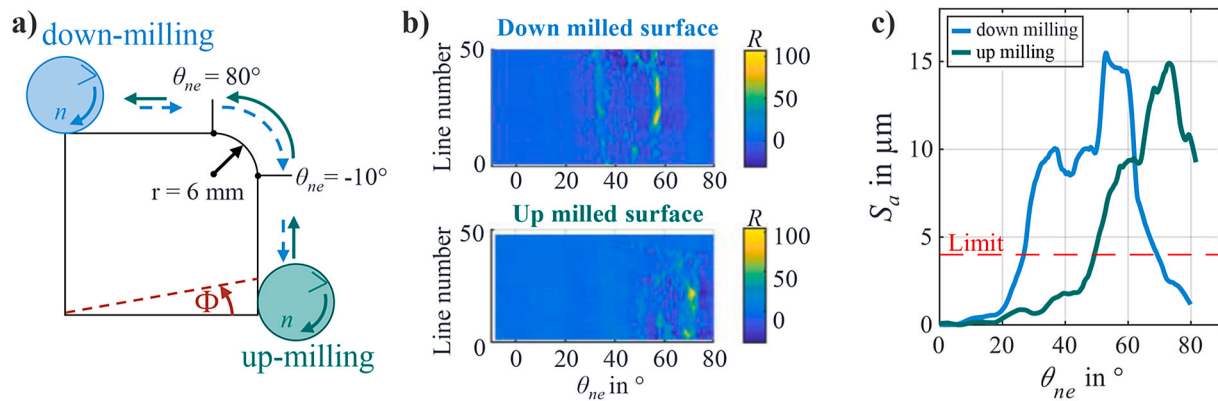 a)
down-milling
θne = 80°
n
r = 6 mm
θne = -10°
Φ
n
up-milling
b)
Down milled surface
R
Line number
50
0
0 20 40 60 80
100
50
0
Up milled surface
R
Line number
50
0
0 20 40 60 80
100
50
0
θne in °
c)
down milling
up milling
Sa in µm
15
10
5
0
Limit
0 20 40 60 80
θne in °